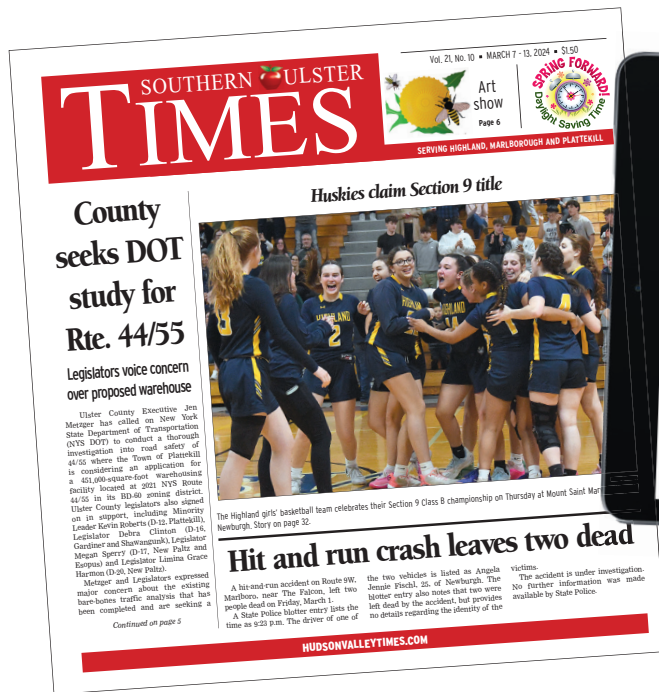 Vol. 21, No. 10 ▪ MARCH 7 - 13, 2024 ▪ $1.50
SOUTHERN ULSTER
TIMES
Art
show
Page 6
SPRING FORWARD!
Daylight Saving Time
SERVING HIGHLAND, MARLBOROUGH AND PLATTEKILL
County
seeks DOT
study for
Rte. 44/55
Legislators voice concern
over proposed warehouse
Ulster County Executive Jen
Metzger has called on New York
State Department of Transportation
(NYS DOT) to conduct a thorough
investigation into road safety of
44/55 where the Town of Plattekill
is considering an application for
a 451,000-square-foot warehousing
facility located at 2021 NYS Route
44/55 in its BD-60 zoning district.
Ulster County legislators also signed
on in support, including Minority
Leader Kevin Roberts (D-12, Plattekill),
Legislator Debra Clinton (D-16,
Gardiner and Shawangunk), Legislator
Megan Sperry (D-17, New Paltz and
Esopus) and Legislator Limina Grace
Harmon (D-20, New Paltz).
Metzger and Legislators expressed
major concern about the existing
bare-bones traffic analysis that has
been completed and are seeking a
Continued on page 5
Huskies claim Section 9 title
HIGHLAND
2
4
The Highland girls' basketball team celebrates their Section 9 Class B championship on Thursday at Mount Saint
Newburgh. Story on page 32.
Hit and run crash leaves two dead
A hit-and-run accident on Route 9W,
Marlboro, near The Falcon, left two
people dead on Friday, March 1.
A State Police blotter entry lists the
time as 9:23 p.m. The driver of one of
the two vehicles is listed as Angela
Jennie Fischl, 25, of Newburgh. The
blotter entry also notes that two were
left dead by the accident, but provides
no details regarding the identity of the
victims.
The accident is under investigation.
No further information was made
available by State Police.
HUDSONVALLEYTIMES.COM